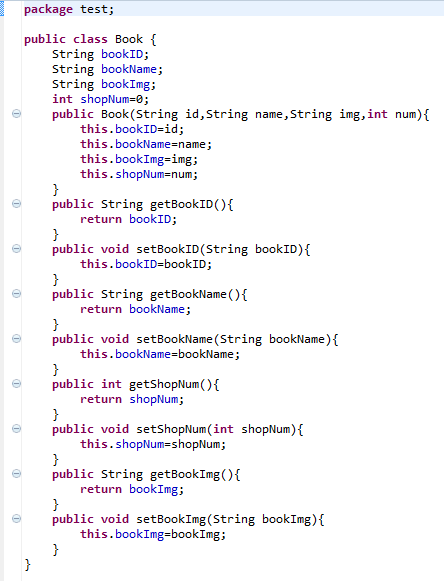 package test;
public class Book {
String bookID;
String bookName;
String bookImg;
int shopNum=0;
public Book(String id,String name,String img,int num){
this.bookID=id;
this.bookName=name;
this.bookImg=img;
this.shopNum=num;
}
public String getBookID(){
return bookID;
}
public void setBookID(String bookID){
this.bookID=bookID;
}
public String getBookName(){
return bookName;
}
public void setBookName(String bookName){
this.bookName=bookName;
}
public int getShopNum(){
return shopNum;
}
public void setShopNum(int shopNum){
this.shopNum=shopNum;
}
public String getBookImg(){
return bookImg;
}
public void setBookImg(String bookImg){
this.bookImg=bookImg;
}
}